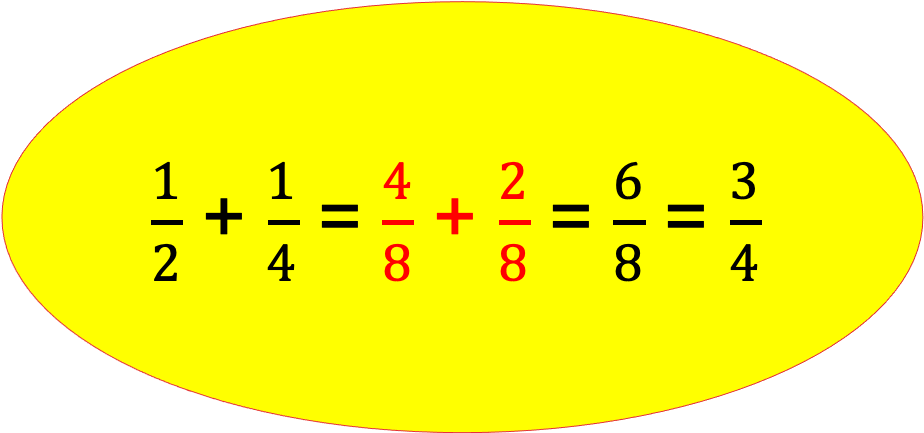 1/2 + 1/4 = 4/8 + 2/8 = 6/8 = 3/4